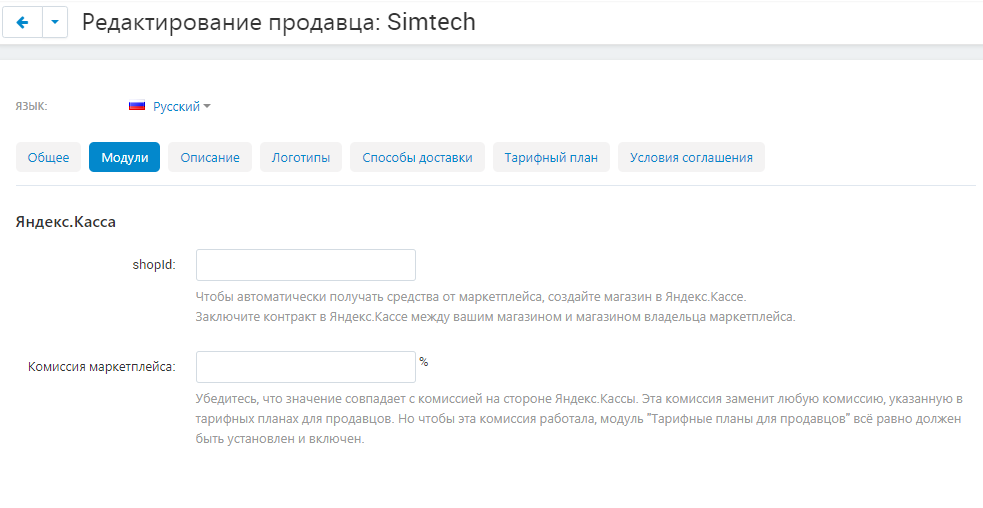 Редактирование продавца: Simtech
ЯЗЫК: Русский
Общее Модули Описание Логотипы Способы доставки Тарифный план Условия соглашения
Яндекс.Касса
shopId:
Чтобы автоматически получать средства от маркетплейса, создайте магазин в Яндекс.Кассе.
Заключите контракт в Яндекс.Кассе между вашим магазином и магазином владельца маркетплейса.
Комиссия маркетплейса: %
Убедитесь, что значение совпадает с комиссией на стороне Яндекс.Кассы. Эта комиссия заменит любую комиссию, указанную в
тарифных планах для продавцов. Но чтобы эта комиссия работала, модуль "Тарифные планы для продавцов" всё равно должен
быть установлен и включен.